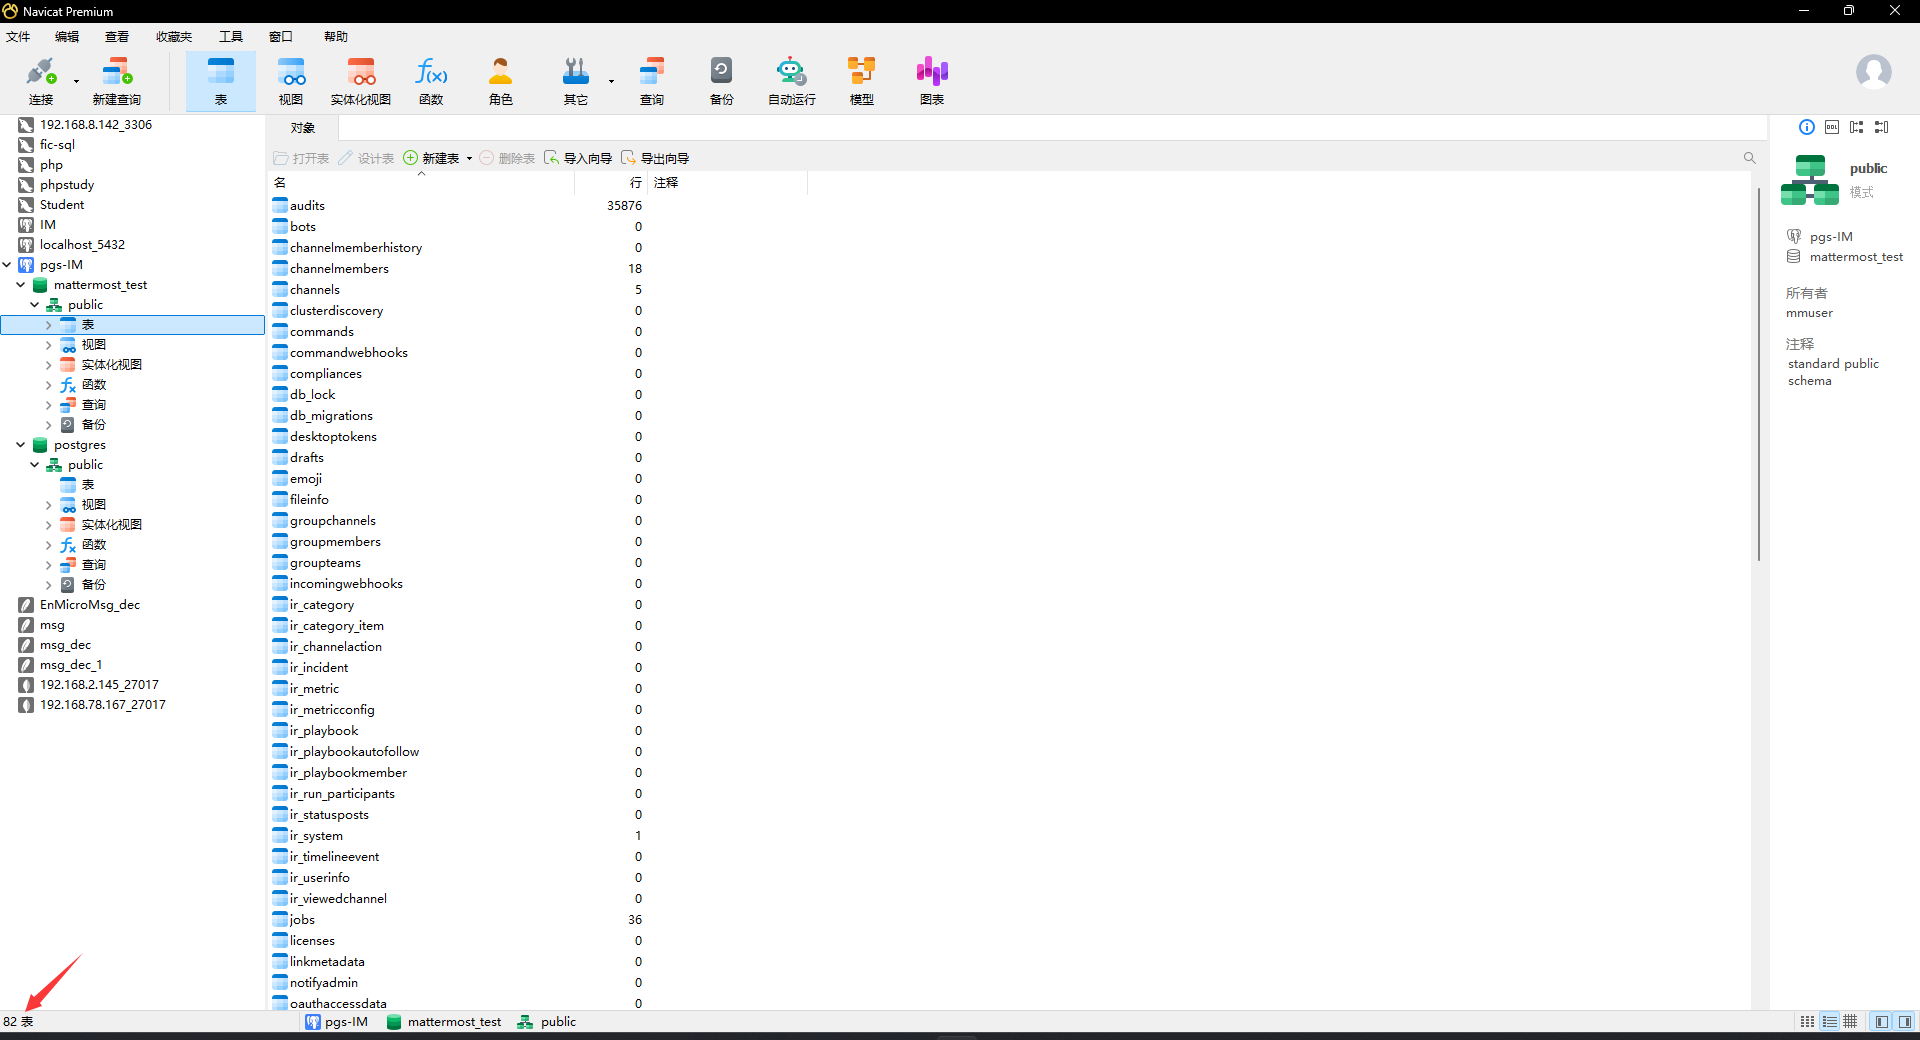 Navicat Premium
文件 编辑 查看 收藏夹 工具 窗口 帮助
连接 新建查询 表 视图 实体化视图 函数 角色 其它 查询 备份 自动运行 模型 图表
192.168.8.142_3306
fic-sql
php
phpstudy
Student
IM
localhost_5432
pgs-IM
mattermost_test
public
表
视图
实体化视图
函数
查询
备份
postgres
public
表
视图
实体化视图
函数
查询
备份
EnMicroMsg_dec
msg
msg_dec
msg_dec_1
192.168.2.145_27017
192.168.78.167_27017
对象
打开表 设计表 新建表 删除表 导入向导 导出向导
名 行 注释
audits 35876
bots 0
channelmemberhistory 0
channelmembers 18
channels 5
clusterdiscovery 0
commands 0
commandwebhooks 0
compliances 0
db_lock 0
db_migrations 0
desktoptokens 0
drafts 0
emoji 0
fileinfo 0
groupchannels 0
groupmembers 0
groupteams 0
incomingwebhooks 0
ir_category 0
ir_category_item 0
ir_channelaction 0
ir_incident 0
ir_metric 0
ir_metricconfig 0
ir_playbook 0
ir_playbookautofollow 0
ir_playbookmember 0
ir_run_participants 0
ir_statusposts 0
ir_system 1
ir_timelineevent 0
ir_userinfo 0
ir_viewedchannel 0
jobs 36
licenses 0
linkmetadata 0
notifyadmin 0
oauthaccessdata 0
DDL
public
模式
pgs-IM
mattermost_test
所有者
mmuser
注释
standard public
schema
82 表 pgs-IM mattermost_test public